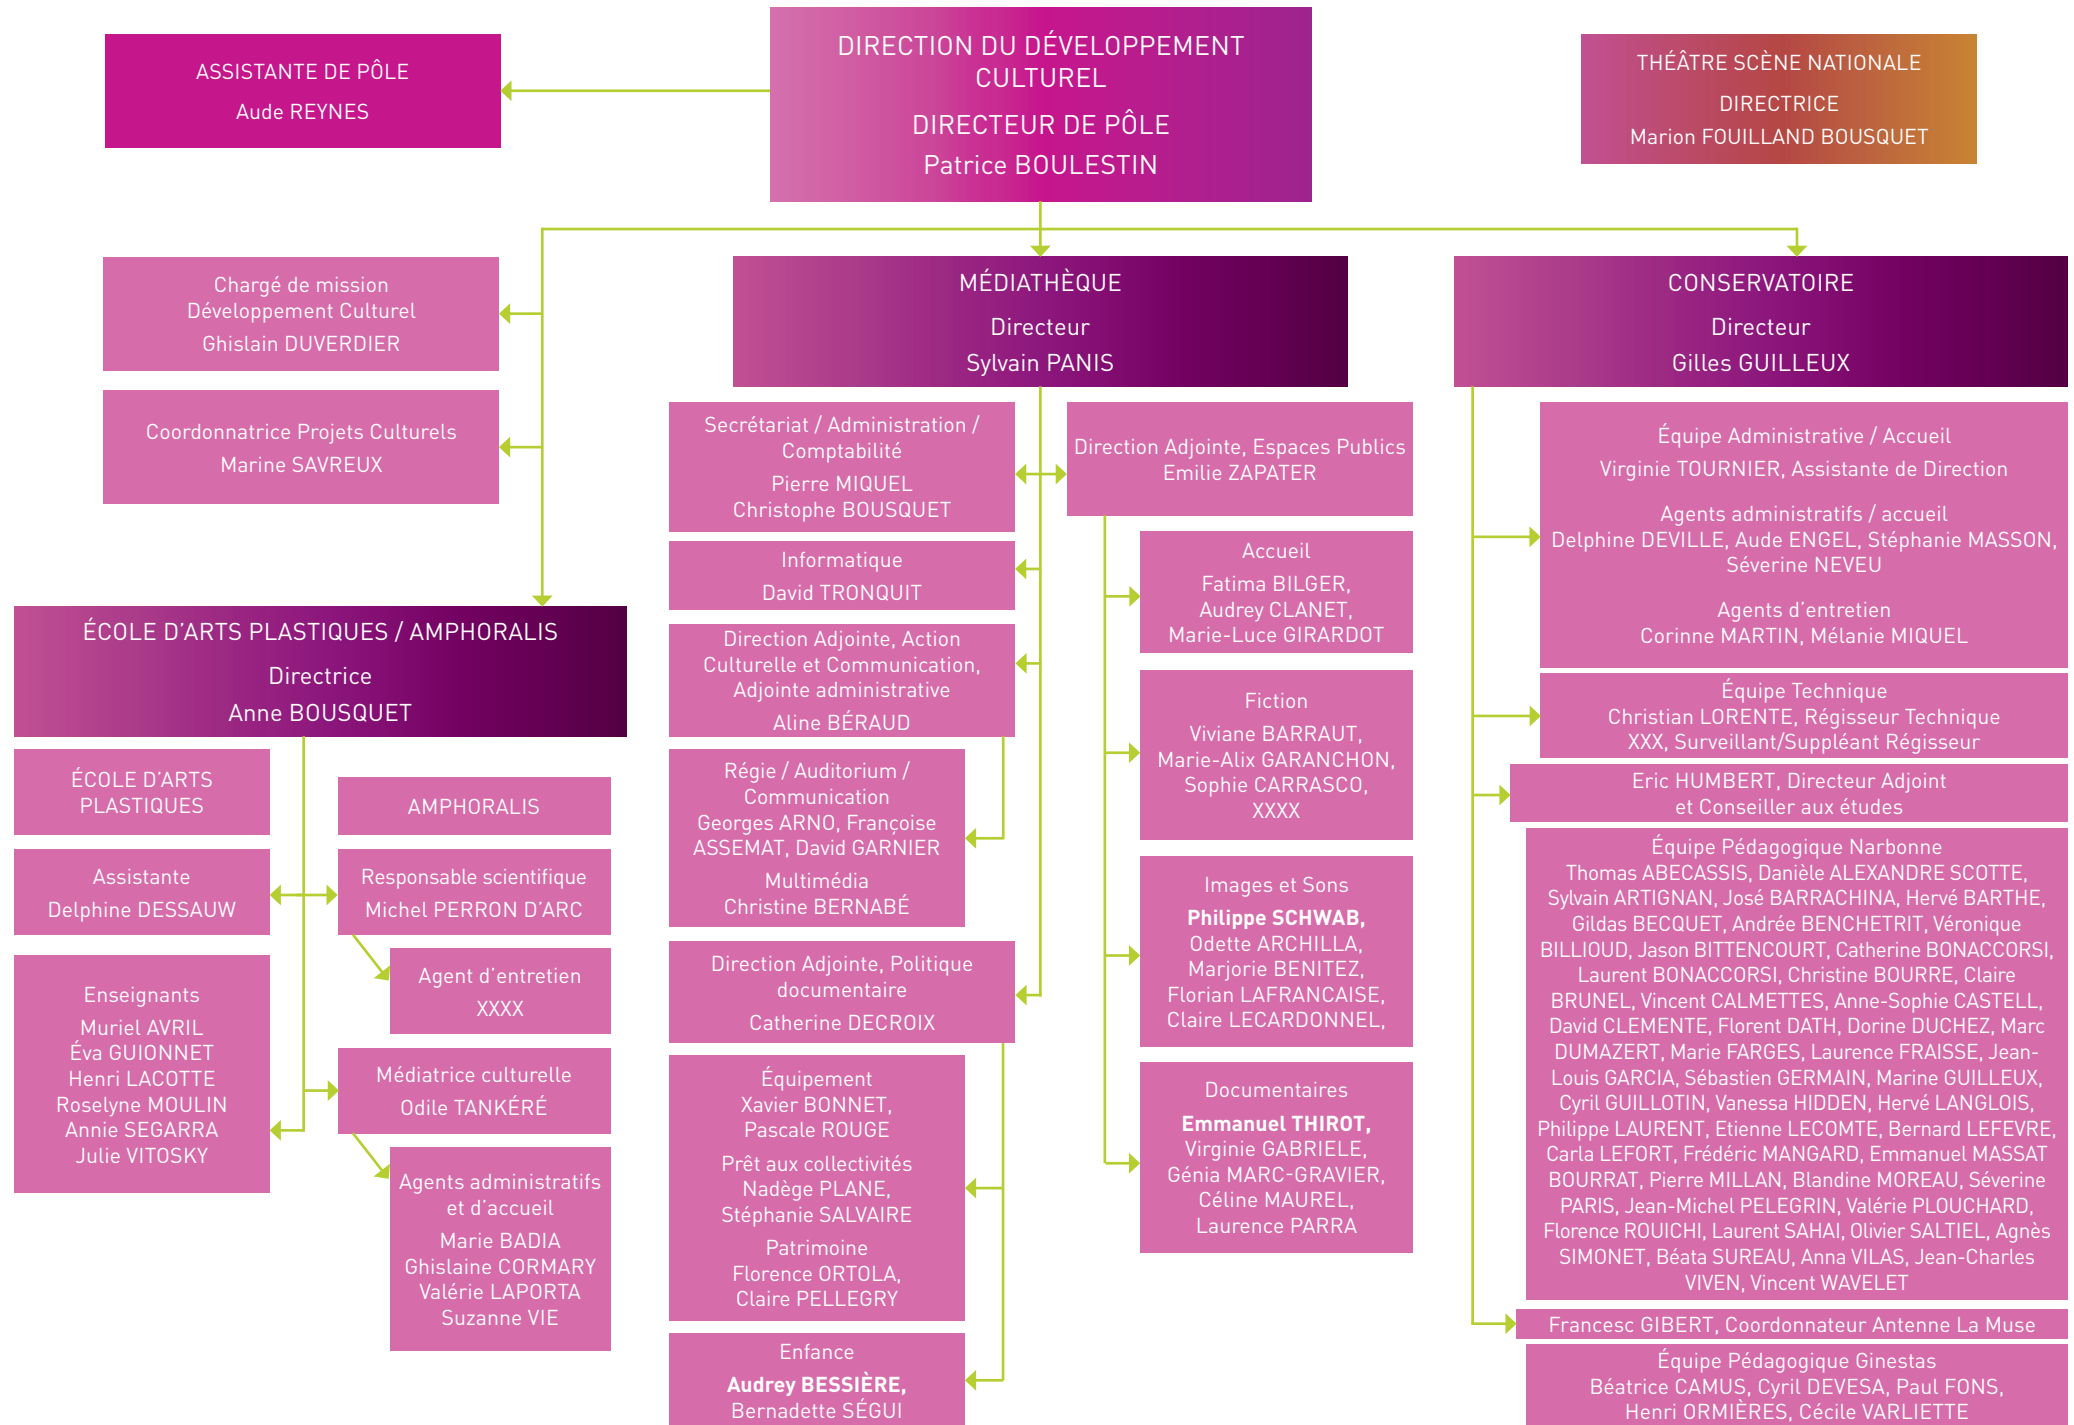 ASSISTANTE DE PÔLE
Aude REYNES
DIRECTION DU DÉVELOPPEMENT
CULTUREL
DIRECTEUR DE PÔLE
Patrice BOULESTIN
THÉÂTRE SCÈNE NATIONALE
DIRECTRICE
Marion FOUILLAND BOUSQUET
Chargé de mission
Développement Culturel
Ghislain DUVERDIER
Coordonnatrice Projets Culturels
Marine SAVREUX
ÉCOLE D'ARTS PLASTIQUES / AMPHORALIS
Directrice
Anne BOUSQUET
ÉCOLE D'ARTS
PLASTIQUES
Assistante
Delphine DESSAUW
Enseignants
Muriel AVRIL
Éva GUIONNET
Henri LACOTTE
Roselyne MOULIN
Annie SEGARRA
Julie VITOSKY
AMPHORALIS
Responsable scientifique
Michel PERRON D'ARC
Agent d'entretien
XXXX
Médiatrice culturelle
Odile TANKÉRÉ
Agents administratifs
et d'accueil
Marie BADIA
Ghislaine CORMARY
Valérie LAPORTA
Suzanne VIE
MÉDIATHÈQUE
Directeur
Sylvain PANIS
Secrétariat / Administration /
Comptabilité
Pierre MIQUEL
Christophe BOUSQUET
Informatique
David TRONQUIT
Direction Adjointe, Action
Culturelle et Communication,
Adjointe administrative
Aline BÉRAUD
Régie / Auditorium /
Communication
Georges ARNO, Françoise
ASSEMAT, David GARNIER
Multimédia
Christine BERNABÉ
Direction Adjointe, Politique
documentaire
Catherine DECROIX
Équipement
Xavier BONNET,
Pascale ROUGE
Prêt aux collectivités
Nadège PLANE,
Stéphanie SALVAIRE
Patrimoine
Florence ORTOLA,
Claire PELLEGRY
Enfance
Audrey BESSIÈRE,
Bernadette SÉGUI
Direction Adjointe, Espaces Publics
Emilie ZAPATER
Accueil
Fatima BILGER,
Audrey CLANET,
Marie-Luce GIRARDOT
Fiction
Viviane BARRAUT,
Marie-Alix GARANCHON,
Sophie CARRASCO,
XXXX
Images et Sons
Philippe SCHWAB,
Odette ARCHILLA,
Marjorie BENITEZ,
Florian LAFRANCAISE,
Claire LECARDONNEL,
Documentaires
Emmanuel THIROT,
Virginie GABRIELE,
Génia MARC-GRAVIER,
Céline MAUREL,
Laurence PARRA
CONSERVATOIRE
Directeur
Gilles GUILLEUX
Équipe Administrative / Accueil
Virginie TOURNIER, Assistante de Direction
Agents administratifs / accueil
Delphine DEVILLE, Aude ENGEL, Stéphanie MASSON,
Séverine NEVEU
Agents d'entretien
Corinne MARTIN, Mélanie MIQUEL
Équipe Technique
Christian LORENTE, Régisseur Technique
XXX, Surveillant/Suppléant Régisseur
Eric HUMBERT, Directeur Adjoint
et Conseiller aux études
Équipe Pédagogique Narbonne
Thomas ABECASSIS, Danièle ALEXANDRE SCOTTE,
Sylvain ARTIGNAN, José BARRACHINA, Hervé BARTHE,
Gildas BECQUET, Andrée BENCHETRIT, Véronique
BILLIOUD, Jason BITTENCOURT, Catherine BONACCORSI,
Laurent BONACCORSI, Christine BOURRE, Claire
BRUNEL, Vincent CALMETTES, Anne-Sophie CASTELL,
David CLEMENTE, Florent DATH, Dorine DUCHEZ, Marc
DUMAZERT, Marie FARGES, Laurence FRAISSE, Jean-
Louis GARCIA, Sébastien GERMAIN, Marine GUILLEUX,
Cyril GUILLOTIN, Vanessa HIDDEN, Hervé LANGLOIS,
Philippe LAURENT, Etienne LECOMTE, Bernard LEFEVRE,
Carla LEFORT, Frédéric MANGARD, Emmanuel MASSAT
BOURRAT, Pierre MILLAN, Blandine MOREAU, Séverine
PARIS, Jean-Michel PELEGRIN, Valérie PLOUCHARD,
Florence ROUICHI, Laurent SAHAI, Olivier SALTIEL, Agnès
SIMONET, Béata SUREAU, Anna VILAS, Jean-Charles
VIVEN, Vincent WAVELET
Francesc GIBERT, Coordonnateur Antenne La Muse
Équipe Pédagogique Ginestas
Béatrice CAMUS, Cyril DEVESA, Paul FONS,
Henri ORMIÈRES, Cécile VARLIETTE